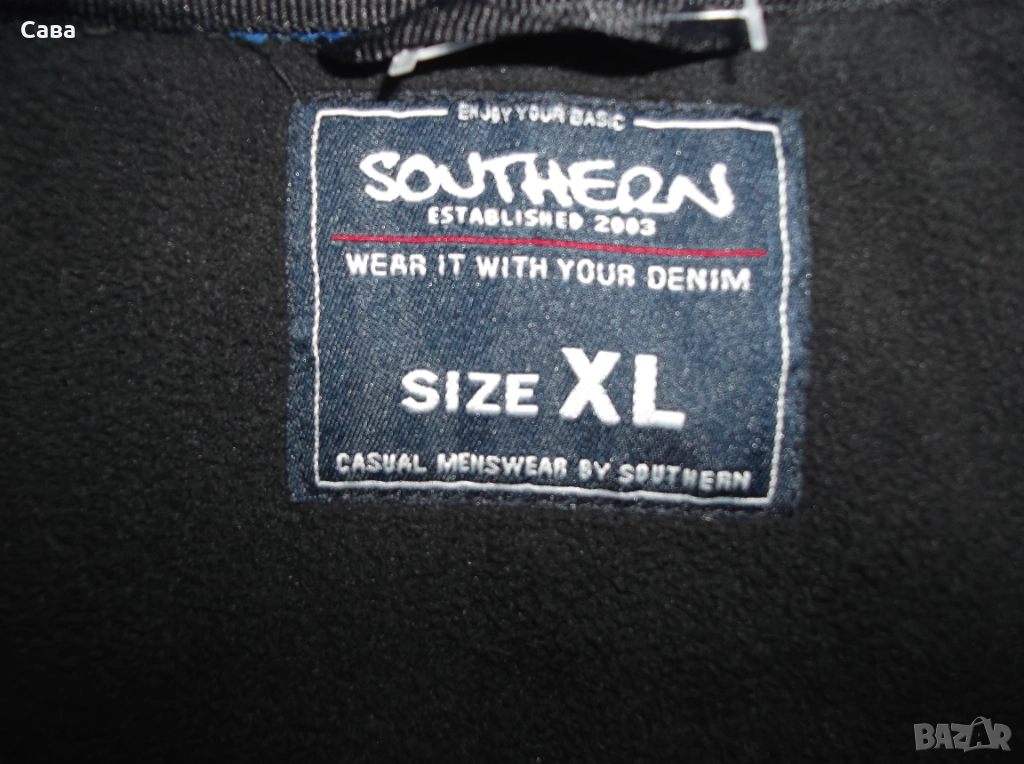 Сава
ENJOY YOUR BASIC
SOUTHERN
ESTABLISHED 2003
WEAR IT WITH YOUR DENIM
SIZE XL
CASUAL MENSWEAR BY SOUTHERN
BAZAR